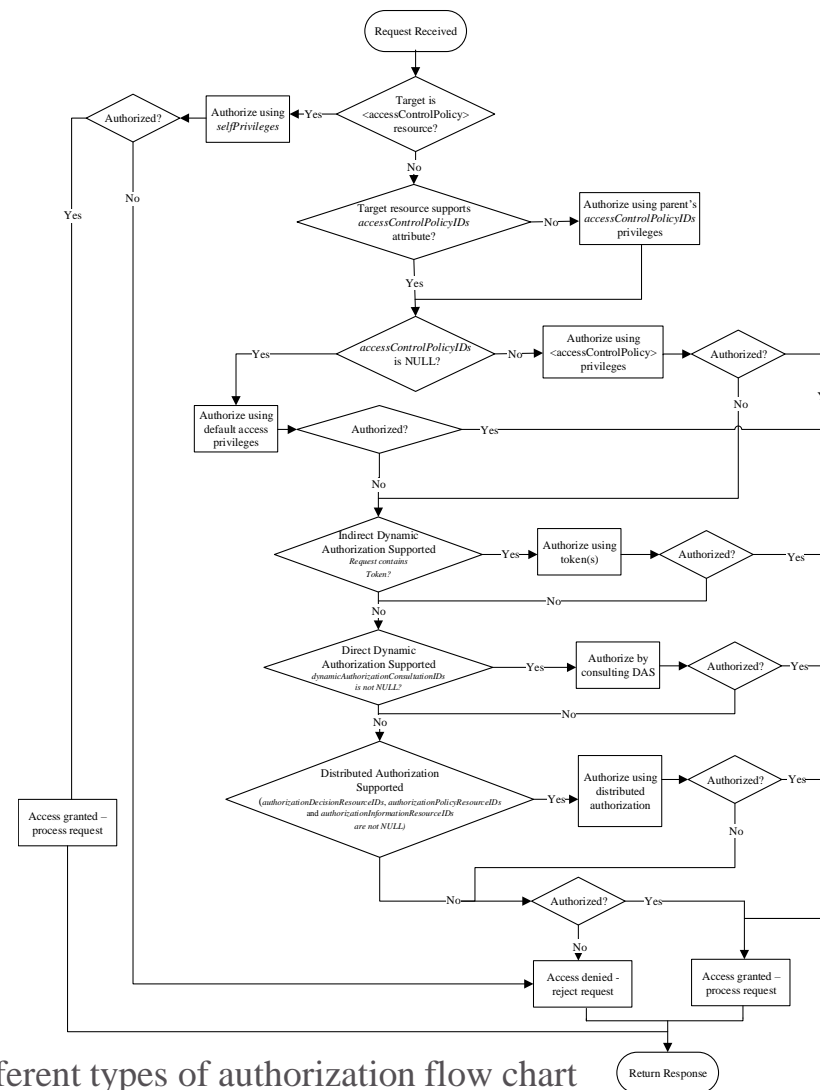 Request Received
Target is
<accessControlPolicy>
resource?
Yes
Authorize using
selfPrivileges
Authorized?
Yes
No
No
Target resource supports
accessControlPolicyIDs
attribute?
No
Authorize using parent's
accessControlPolicyIDs
privileges
Yes
accessControlPolicyIDs
is NULL?
No
Authorize using
<accessControlPolicy>
privileges
Authorized?
No
Yes
Authorize using
default access
privileges
Authorized?
Yes
No
Indirect Dynamic
Authorization Supported
Request contains
Token?
Yes
Authorize using
token(s)
Authorized?
Yes
No
No
Direct Dynamic
Authorization Supported
dynamicAuthorizationConsultationIDs
is not NULL?
Yes
Authorize by
consulting DAS
Authorized?
Yes
No
No
Distributed Authorization
Supported
(authorizationDecisionResourceIDs, authorizationPolicyResourceIDs
and authorizationInformationResourceIDs
are not NULL)
Yes
Authorize using
distributed
authorization
Authorized?
Yes
No
Access granted –
process request
No
Authorized?
Yes
No
Access denied -
reject request
Access granted –
process request
Return Response
fferent types of authorization flow chart